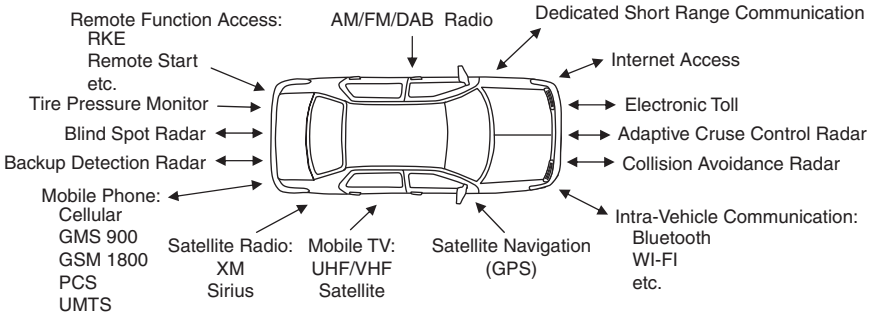 Remote Function Access:
RKE
Remote Start
etc.
AM/FM/DAB Radio
Dedicated Short Range Communication
Internet Access
Tire Pressure Monitor
Electronic Toll
Blind Spot Radar
Adaptive Cruse Control Radar
Backup Detection Radar
Collision Avoidance Radar
Mobile Phone:
Cellular
GMS 900
GSM 1800
PCS
UMTS
Satellite Radio:
XM
Sirius
Mobile TV:
UHF/VHF
Satellite
Satellite Navigation
(GPS)
Intra-Vehicle Communication:
Bluetooth
WI-FI
etc.